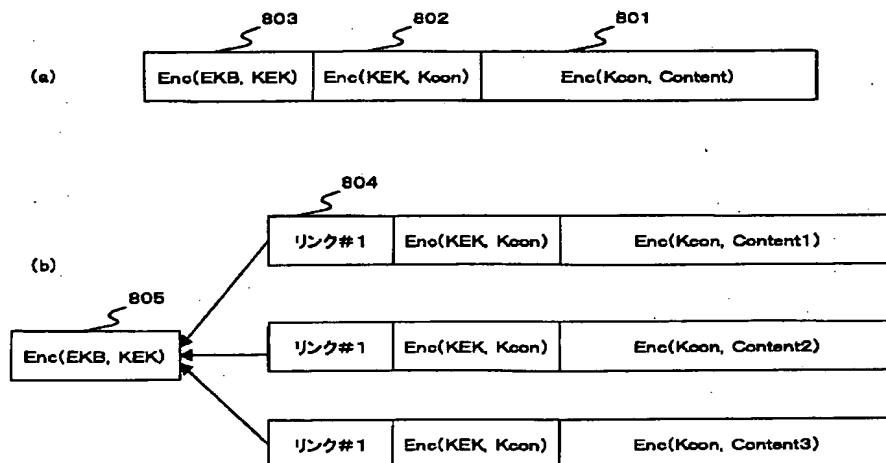 803 802 801
(a) Enc(EKB, KEK) Enc(KEK, Kcon) Enc(Kcon, Content)
804
リンク#1 Enc(KEK, Kcon) Enc(Kcon, Content1)
(b)
805
Enc(EKB, KEK) リンク#1 Enc(KEK, Kcon) Enc(Kcon, Content2)
リンク#1 Enc(KEK, Kcon) Enc(Kcon, Content3)